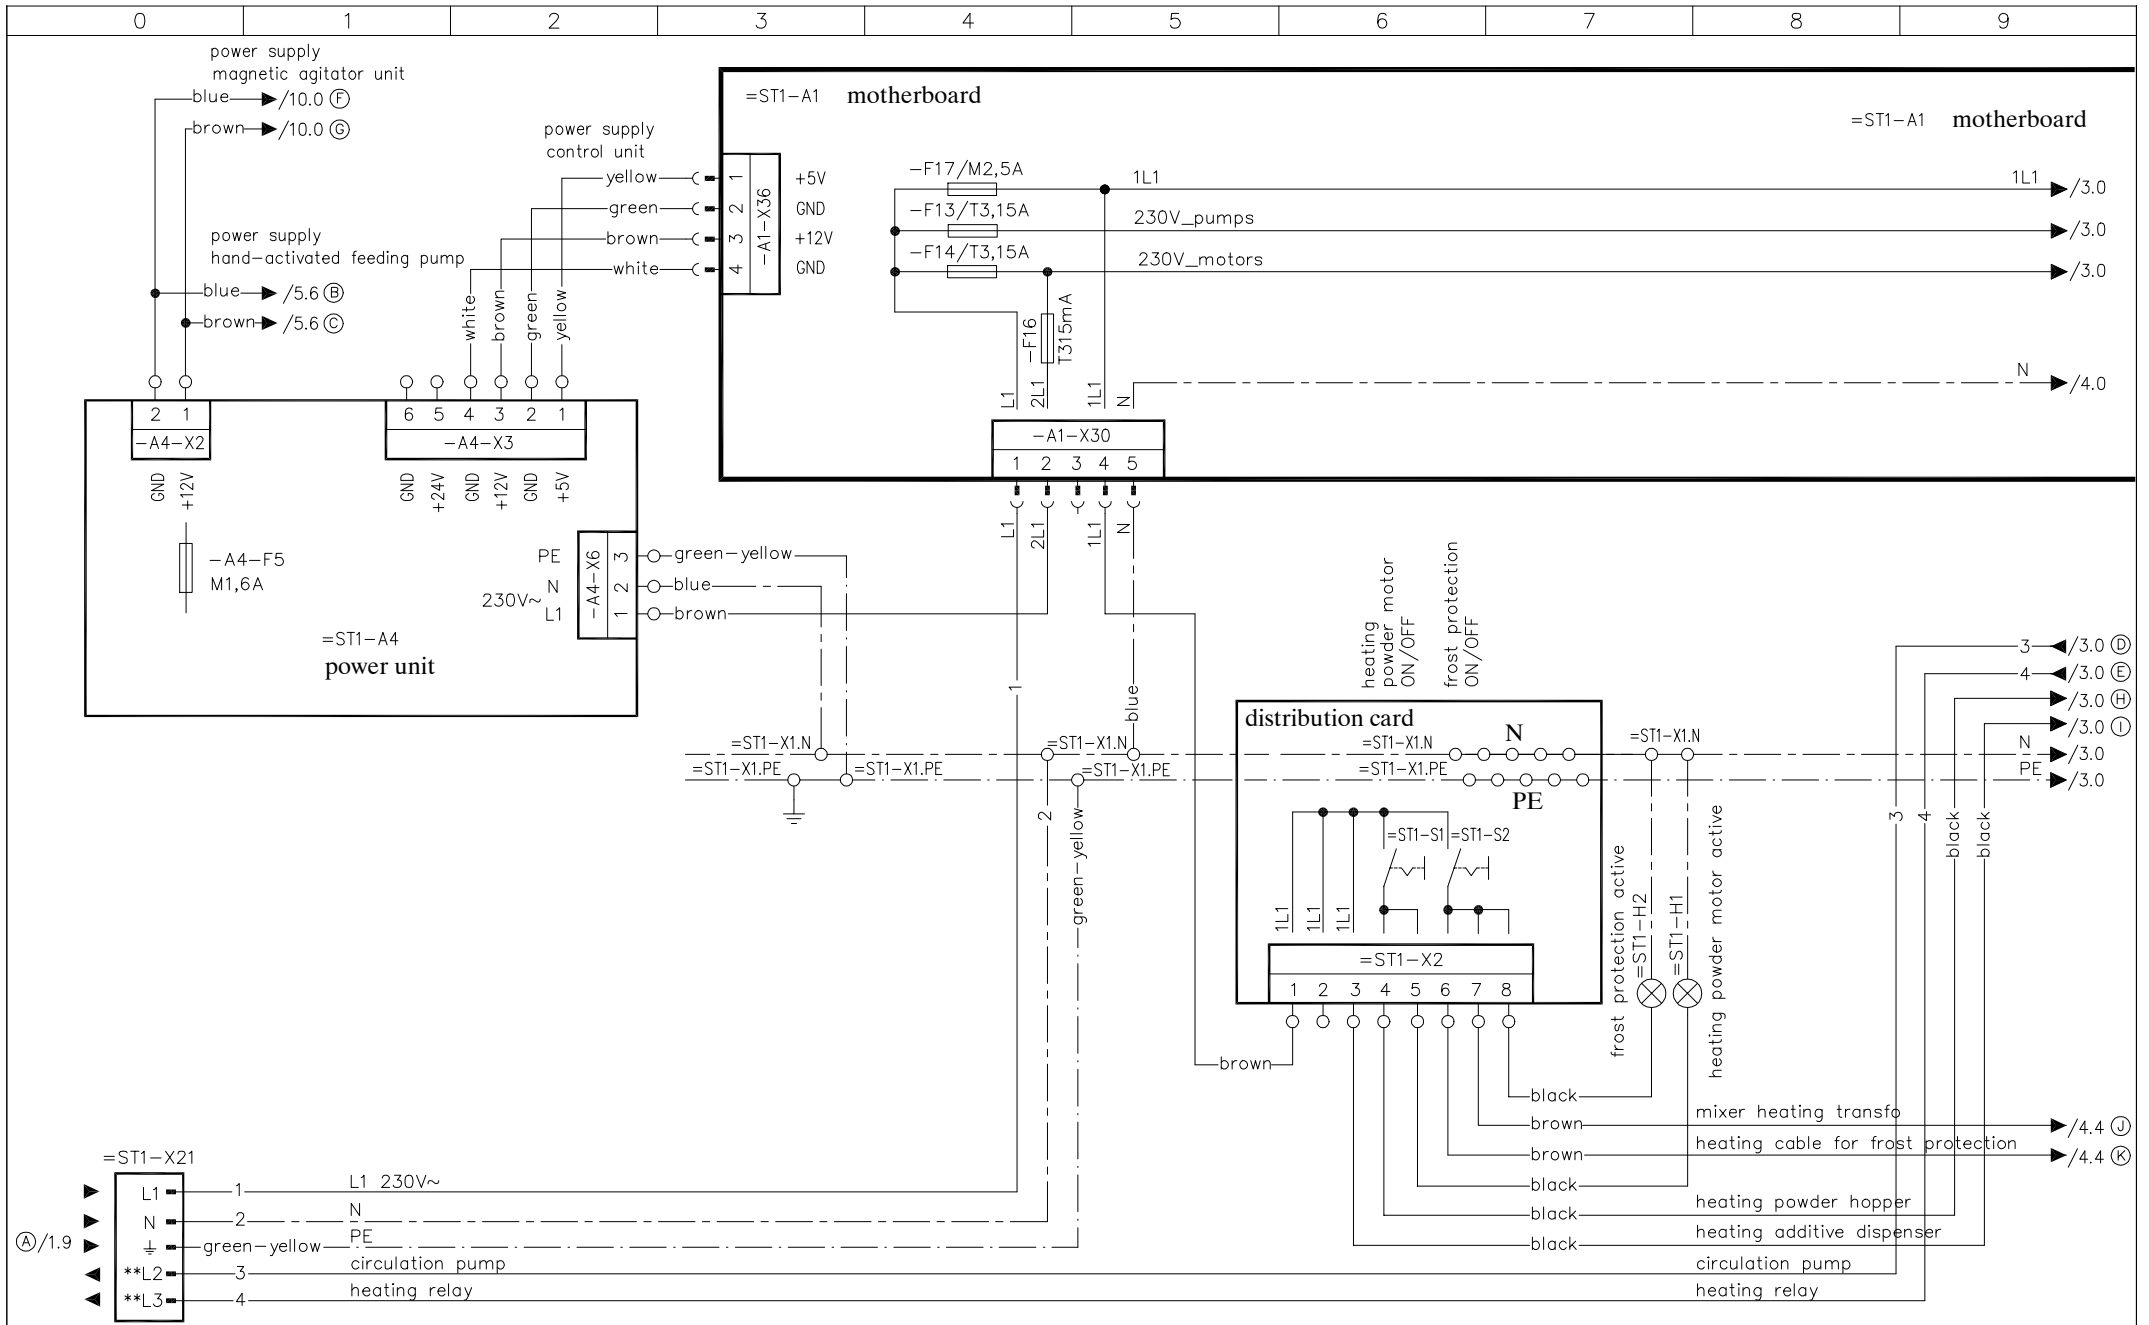 0 1 2 3 4 5 6 7 8 9
power supply
magnetic agitator unit
blue /10.0 Ⓕ
brown /10.0 Ⓖ
power supply
hand-activated feeding pump
blue /5.6 Ⓑ
brown /5.6 Ⓒ
white
brown
green
yellow
power supply
control unit
yellow
green
brown
white
=ST1-A1 motherboard
=ST1-A1 motherboard
-A1-X36
1 +5V
2 GND
3 +12V
4 GND
-F17/M2,5A
1L1
1L1 /3.0
-F13/T3,15A
230V_pumps
/3.0
-F14/T3,15A
230V_motors
/3.0
-F16
T315mA
N /4.0
L1 2L1 1L1 N
-A1-X30
1 2 3 4 5
L1 2L1 1L1 N
2 1
-A4-X2
GND
+12V
6 5 4 3 2 1
-A4-X3
GND
+24V
GND
+12V
GND
+5V
-A4-F5
M1,6A
=ST1-A4
power unit
-A4-X6
PE 3 green-yellow
N 2 blue
230V~
L1 1 brown
1
blue
heating
powder motor
ON/OFF
frost protection
ON/OFF
3 /3.0 Ⓓ
4 /3.0 Ⓔ
/3.0 Ⓗ
/3.0 Ⓘ
N /3.0
PE /3.0
distribution card
=ST1-X1.N =ST1-X1.N =ST1-X1.N N =ST1-X1.N
=ST1-X1.PE =ST1-X1.PE =ST1-X1.PE =ST1-X1.PE
PE
2
green-yellow
=ST1-S1 =ST1-S2
1L1 1L1 1L1
=ST1-X2
1 2 3 4 5 6 7 8
frost protection active
=ST1-H2
=ST1-H1
heating powder motor active
3
4
black
black
brown
black
brown mixer heating transfo /4.4 Ⓙ
brown heating cable for frost protection /4.4 Ⓚ
black
black heating powder hopper
black heating additive dispenser
circulation pump
heating relay
=ST1-X21
L1 1 L1 230V~
N 2 N
Ⓐ/1.9 green-yellow PE
**L2 3 circulation pump
**L3 4 heating relay